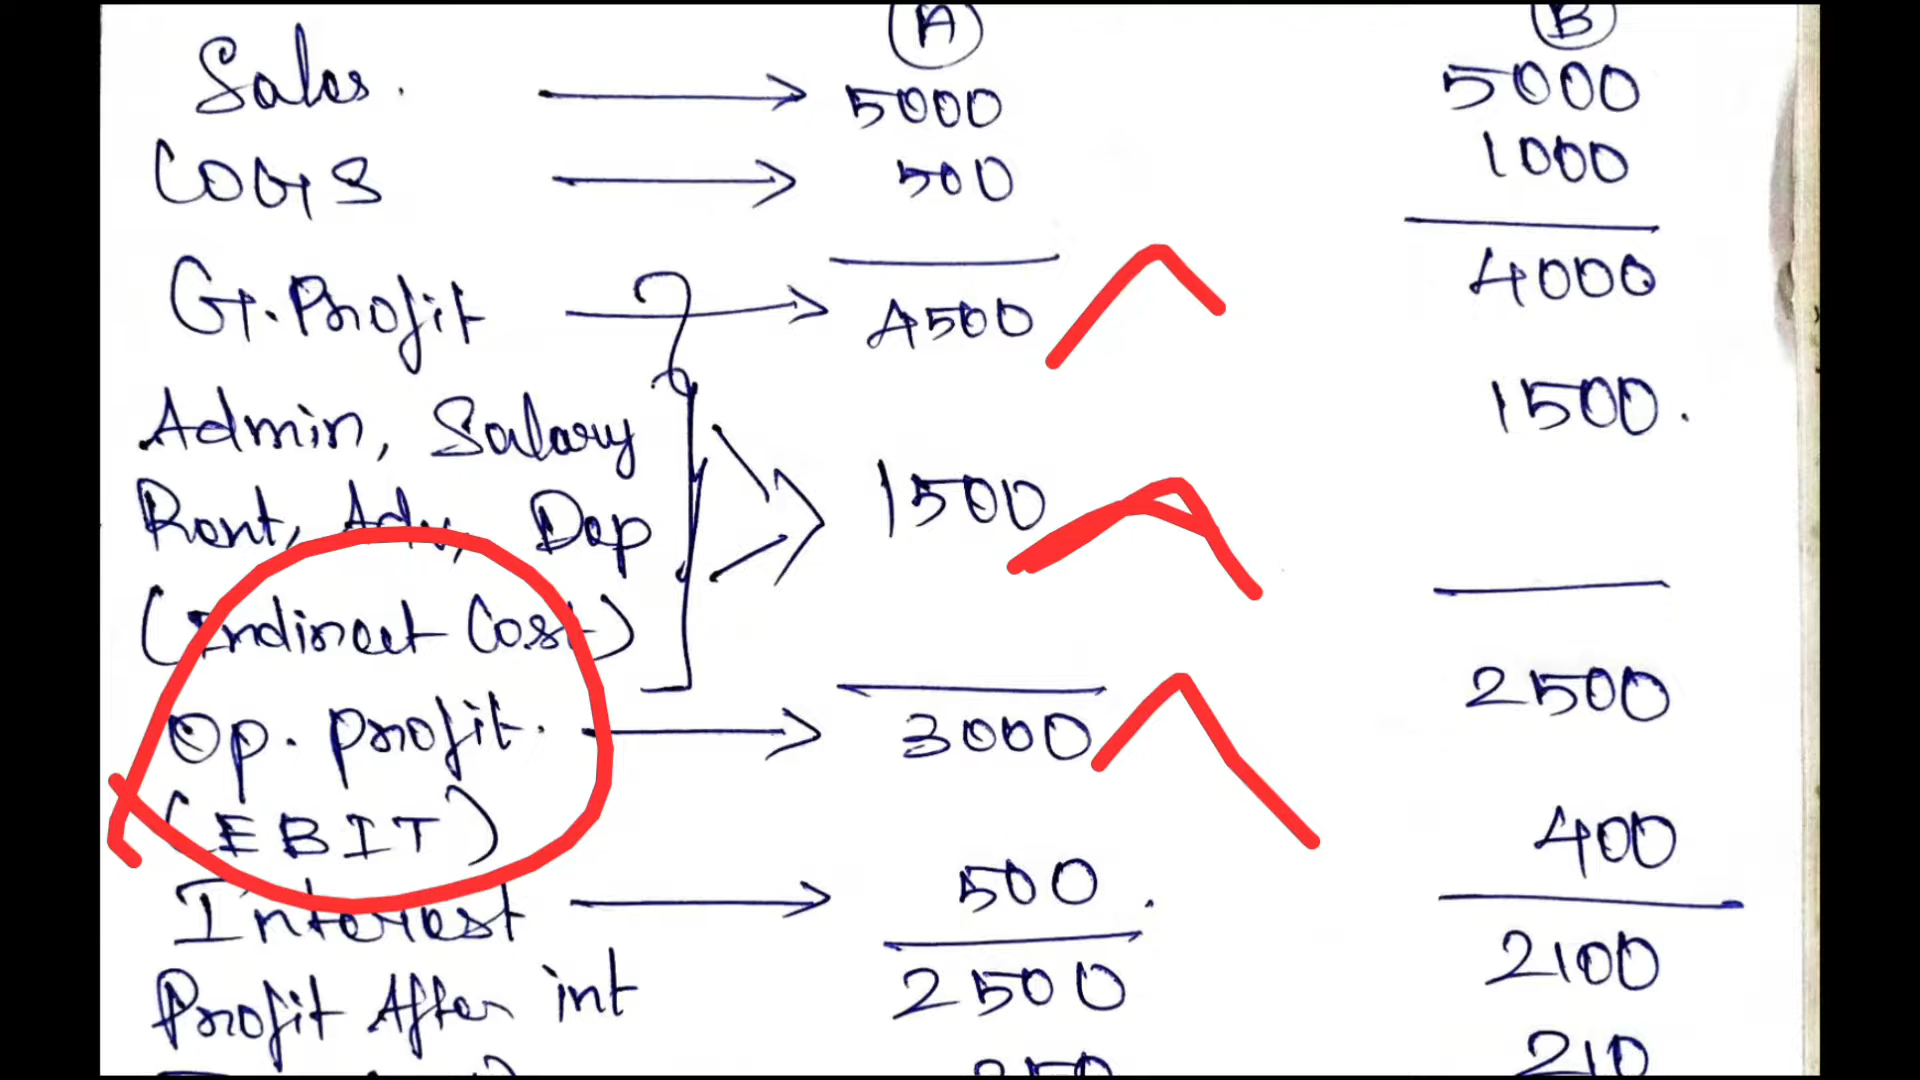 A B
Sales. 5000 5000
COGS 500 1000
G. Profit 4500 4000
Admin, Salary 1500.
Rent, Adv, Dep 1500
(Indirect Cost)
Op. Profit. 3000 2500
(EBIT) 400
Interest 500.
Profit After int 2500 2100
250 210